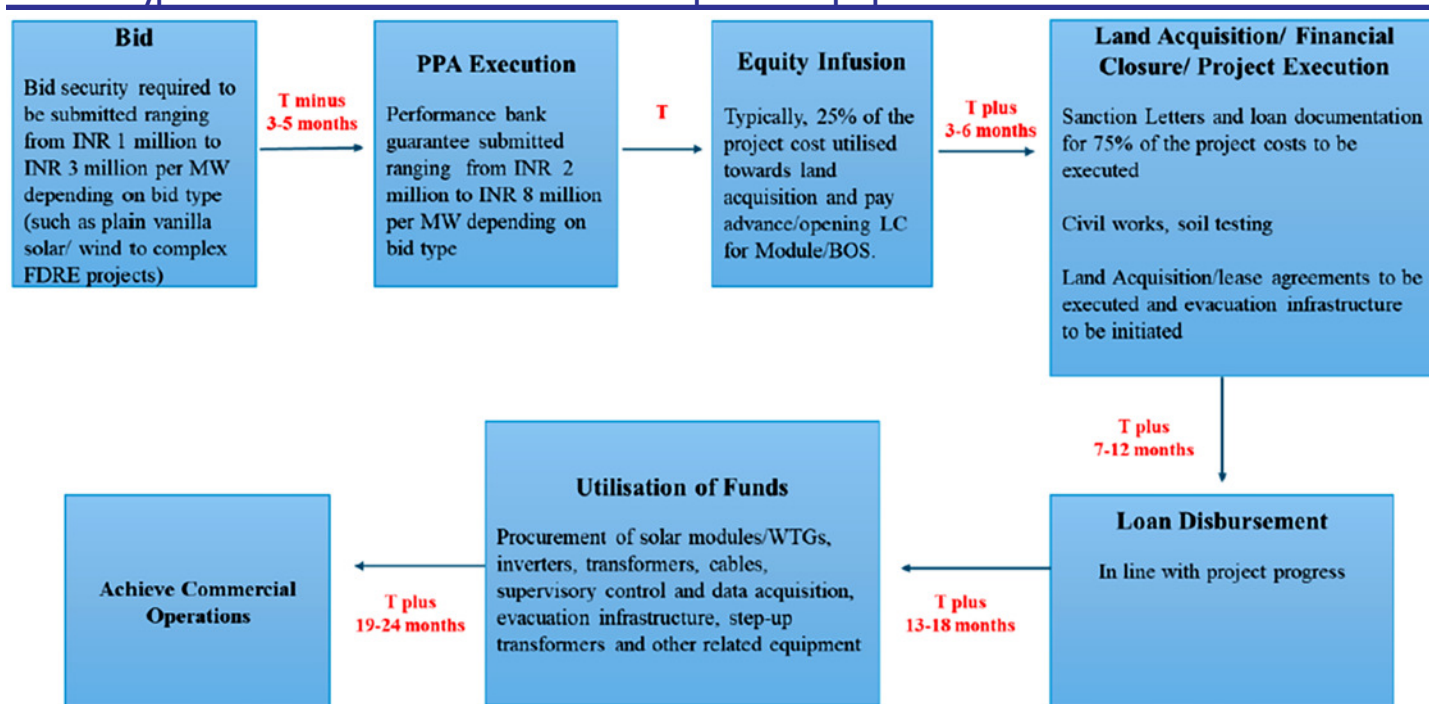 Bid
Bid security required to
be submitted ranging
from INR 1 million to
INR 3 million per MW
depending on bid type
(such as plain vanilla
solar/ wind to complex
FDRE projects)
T minus
3-5 months
PPA Execution
Performance bank
guarantee submitted
ranging from INR 2
million to INR 8 million
per MW depending on
bid type
T
Equity Infusion
Typically, 25% of the
project cost utilised
towards land
acquisition and pay
advance/opening LC
for Module/BOS.
T plus
3-6 months
Land Acquisition/ Financial
Closure/ Project Execution
Sanction Letters and loan documentation
for 75% of the project costs to be
executed
Civil works, soil testing
Land Acquisition/lease agreements to be
executed and evacuation infrastructure
to be initiated
T plus
7-12 months
Loan Disbursement
In line with project progress
T plus
13-18 months
Utilisation of Funds
Procurement of solar modules/WTGs,
inverters, transformers, cables,
supervisory control and data acquisition,
evacuation infrastructure, step-up
transformers and other related equipment
T plus
19-24 months
Achieve Commercial
Operations